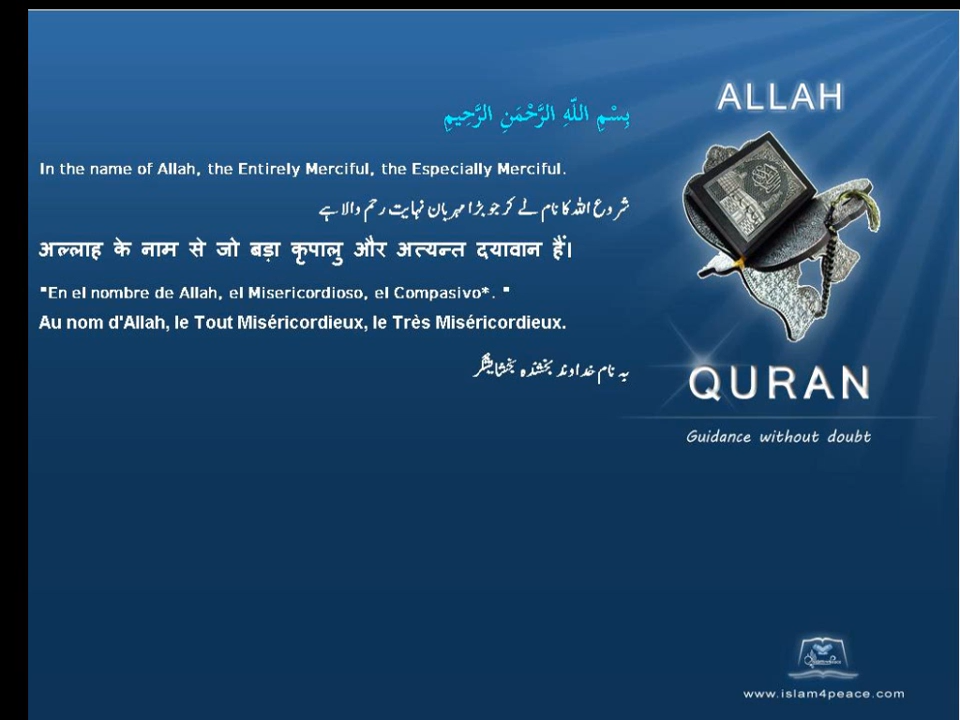 بِسْمِ اللَّهِ الرَّحْمَنِ الرَّحِيمِ
In the name of Allah, the Entirely Merciful, the Especially Merciful.
شروع الله کا نام لے کر جو بڑا مہربان نہایت رحم والا ہے
अल्लाह के नाम से जो बड़ा कृपालु और अत्यन्त दयावान हैं।
"En el nombre de Allah, el Misericordioso, el Compasivo*. "
Au nom d'Allah, le Tout Miséricordieux, le Très Miséricordieux.
به نام خداوند بخشنده بخشایشگر
ALLAH
QURAN
Guidance without doubt
www.islam4peace.com